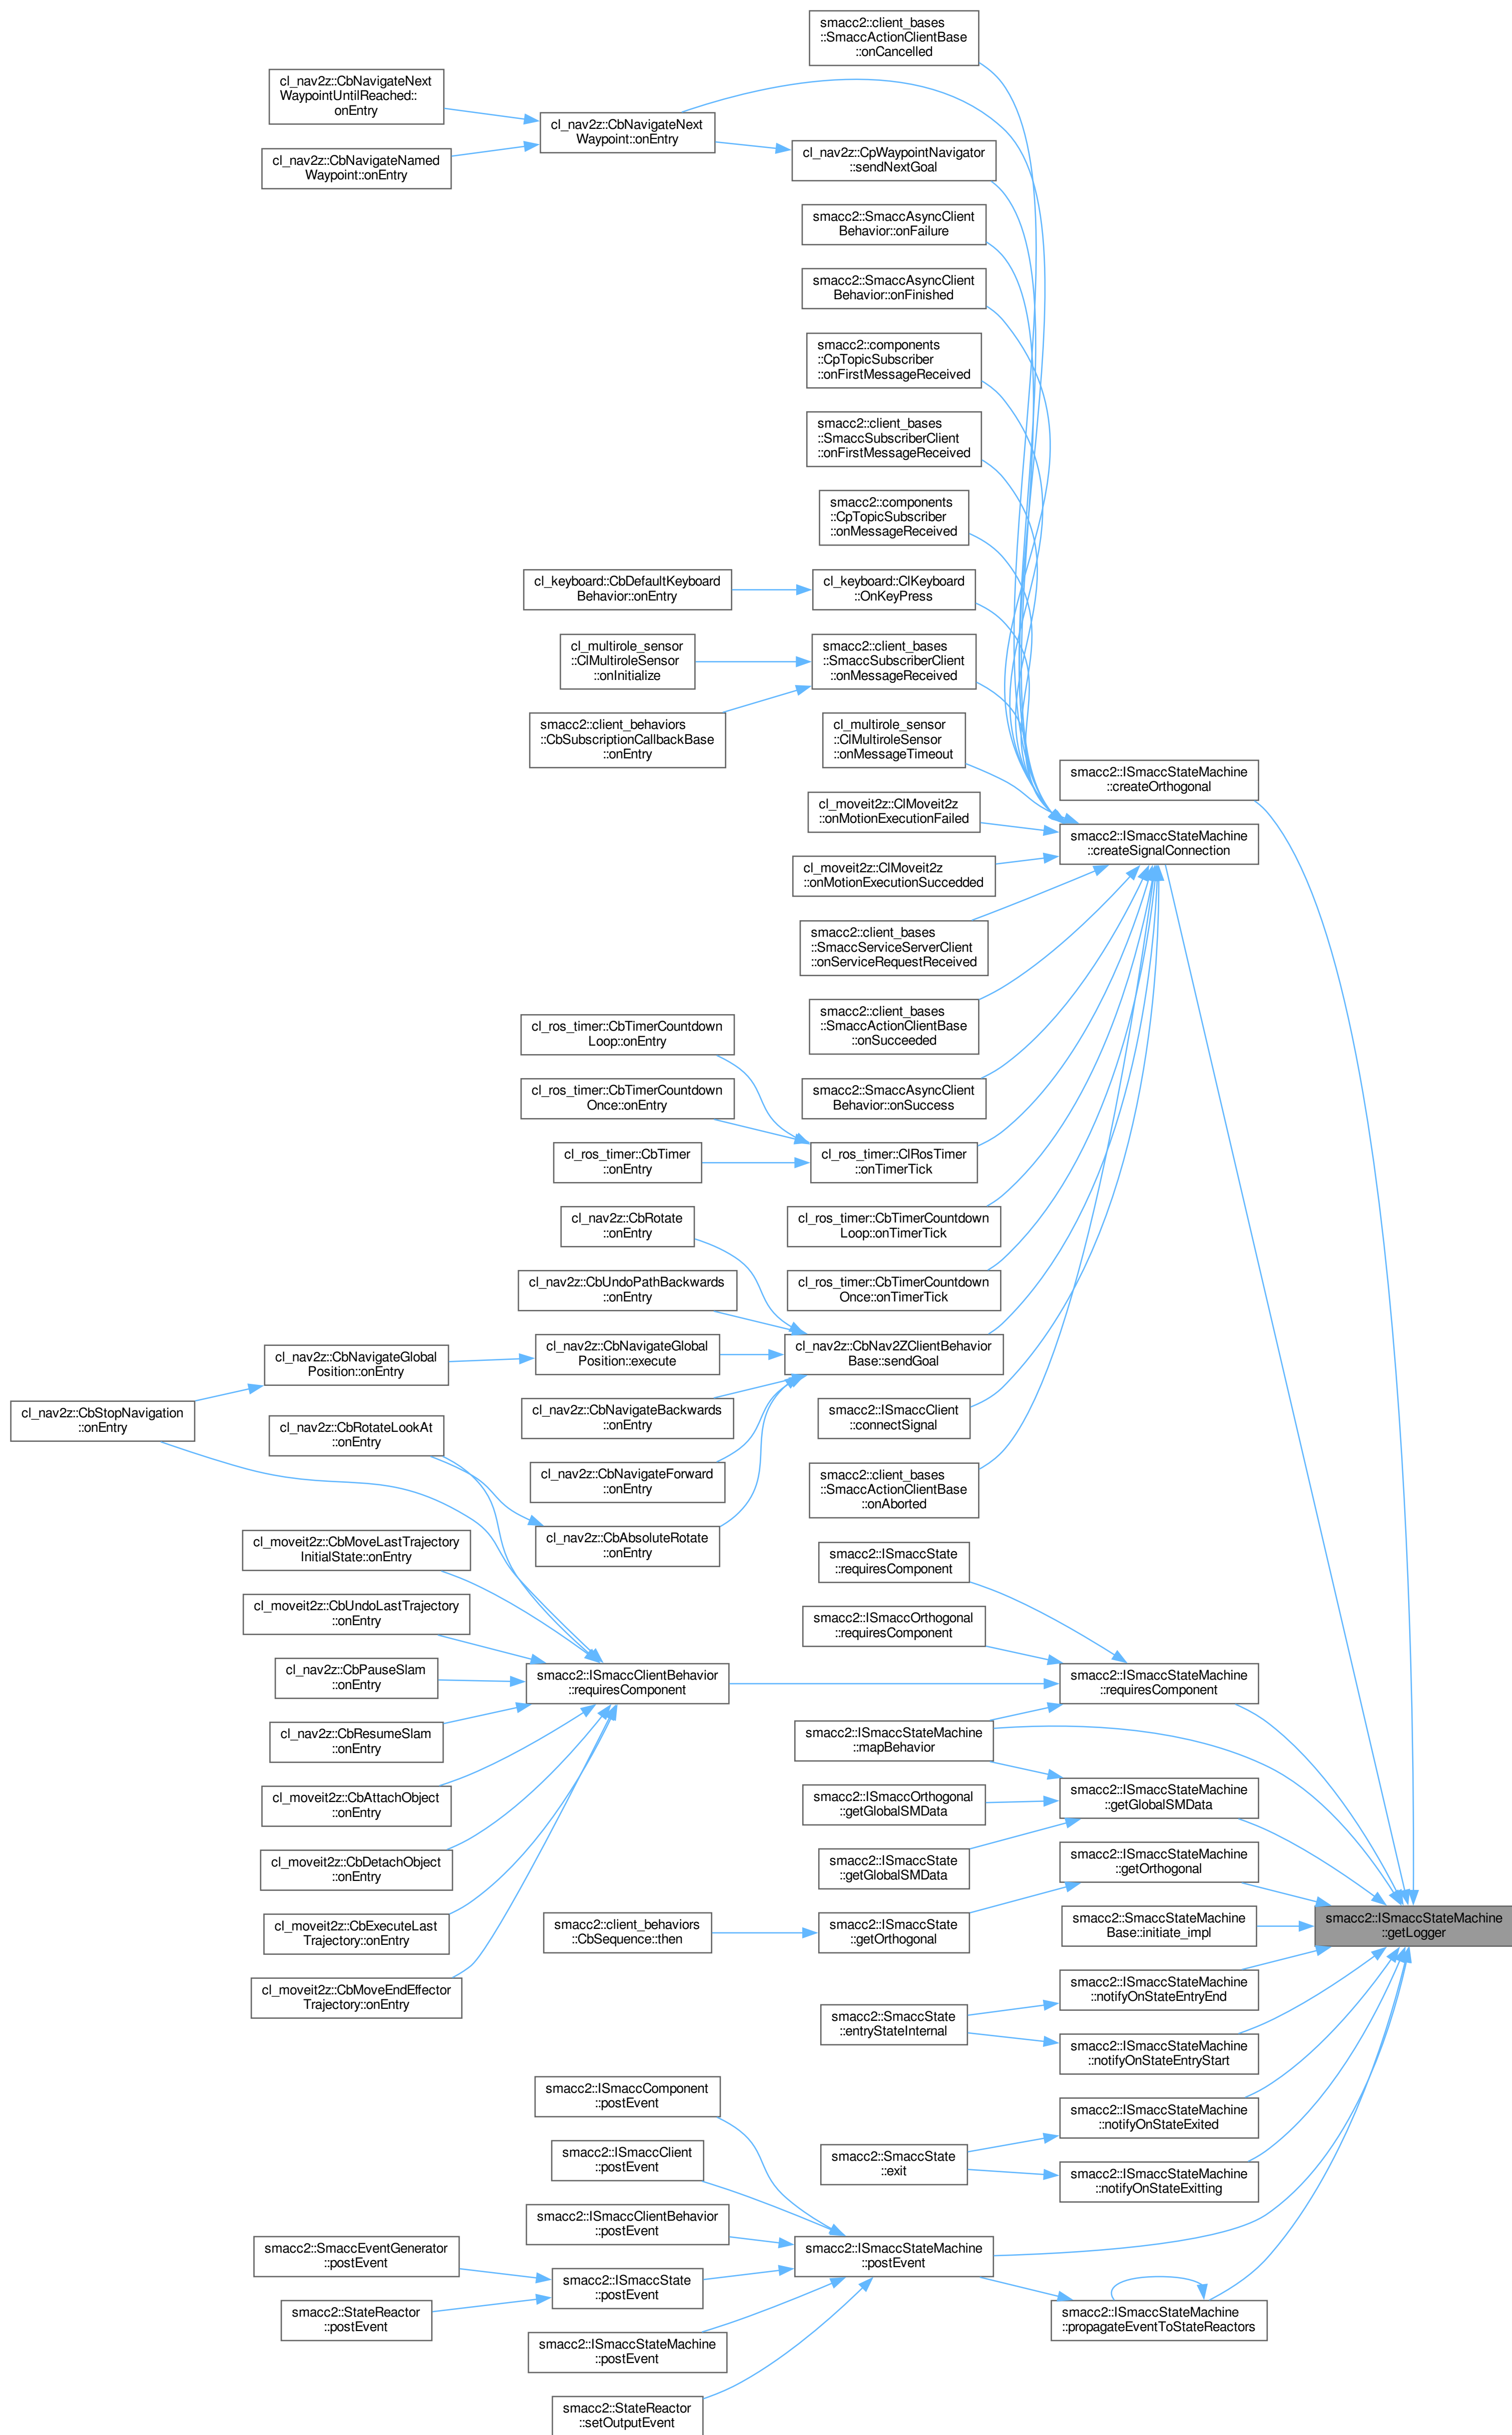 smacc2::client_bases
::SmaccActionClientBase
::onCancelled
cl_nav2z::CbNavigateNext
WaypointUntilReached::
onEntry
cl_nav2z::CbNavigateNext
Waypoint::onEntry
cl_nav2z::CpWaypointNavigator
::sendNextGoal
cl_nav2z::CbNavigateNamed
Waypoint::onEntry
smacc2::SmaccAsyncClient
Behavior::onFailure
smacc2::SmaccAsyncClient
Behavior::onFinished
smacc2::components
::CpTopicSubscriber
::onFirstMessageReceived
smacc2::client_bases
::SmaccSubscriberClient
::onFirstMessageReceived
smacc2::components
::CpTopicSubscriber
::onMessageReceived
cl_keyboard::CbDefaultKeyboard
Behavior::onEntry
cl_keyboard::ClKeyboard
::OnKeyPress
cl_multirole_sensor
::ClMultiroleSensor
::onInitialize
smacc2::client_bases
::SmaccSubscriberClient
::onMessageReceived
smacc2::client_behaviors
::CbSubscriptionCallbackBase
::onEntry
cl_multirole_sensor
::ClMultiroleSensor
::onMessageTimeout
smacc2::ISmaccStateMachine
::createOrthogonal
cl_moveit2z::ClMoveit2z
::onMotionExecutionFailed
smacc2::ISmaccStateMachine
::createSignalConnection
cl_moveit2z::ClMoveit2z
::onMotionExecutionSuccedded
smacc2::client_bases
::SmaccServiceServerClient
::onServiceRequestReceived
smacc2::client_bases
::SmaccActionClientBase
::onSucceeded
cl_ros_timer::CbTimerCountdown
Loop::onEntry
cl_ros_timer::CbTimerCountdown
Once::onEntry
smacc2::SmaccAsyncClient
Behavior::onSuccess
cl_ros_timer::CbTimer
::onEntry
cl_ros_timer::ClRosTimer
::onTimerTick
cl_nav2z::CbRotate
::onEntry
cl_ros_timer::CbTimerCountdown
Loop::onTimerTick
cl_nav2z::CbUndoPathBackwards
::onEntry
cl_ros_timer::CbTimerCountdown
Once::onTimerTick
cl_nav2z::CbNavigateGlobal
Position::onEntry
cl_nav2z::CbNavigateGlobal
Position::execute
cl_nav2z::CbNav2ZClientBehavior
Base::sendGoal
cl_nav2z::CbStopNavigation
::onEntry
cl_nav2z::CbRotateLookAt
::onEntry
cl_nav2z::CbNavigateBackwards
::onEntry
smacc2::ISmaccClient
::connectSignal
cl_nav2z::CbNavigateForward
::onEntry
smacc2::client_bases
::SmaccActionClientBase
::onAborted
cl_nav2z::CbAbsoluteRotate
::onEntry
cl_moveit2z::CbMoveLastTrajectory
InitialState::onEntry
smacc2::ISmaccState
::requiresComponent
cl_moveit2z::CbUndoLastTrajectory
::onEntry
smacc2::ISmaccOrthogonal
::requiresComponent
cl_nav2z::CbPauseSlam
::onEntry
smacc2::ISmaccClientBehavior
::requiresComponent
smacc2::ISmaccStateMachine
::requiresComponent
cl_nav2z::CbResumeSlam
::onEntry
smacc2::ISmaccStateMachine
::mapBehavior
cl_moveit2z::CbAttachObject
::onEntry
smacc2::ISmaccOrthogonal
::getGlobalSMData
smacc2::ISmaccStateMachine
::getGlobalSMData
cl_moveit2z::CbDetachObject
::onEntry
smacc2::ISmaccState
::getGlobalSMData
smacc2::ISmaccStateMachine
::getOrthogonal
cl_moveit2z::CbExecuteLast
Trajectory::onEntry
smacc2::client_behaviors
::CbSequence::then
smacc2::ISmaccState
::getOrthogonal
smacc2::SmaccStateMachine
Base::initiate_impl
smacc2::ISmaccStateMachine
::getLogger
cl_moveit2z::CbMoveEndEffector
Trajectory::onEntry
smacc2::ISmaccStateMachine
::notifyOnStateEntryEnd
smacc2::SmaccState
::entryStateInternal
smacc2::ISmaccStateMachine
::notifyOnStateEntryStart
smacc2::ISmaccComponent
::postEvent
smacc2::ISmaccStateMachine
::notifyOnStateExited
smacc2::ISmaccClient
::postEvent
smacc2::SmaccState
::exit
smacc2::ISmaccStateMachine
::notifyOnStateExitting
smacc2::ISmaccClientBehavior
::postEvent
smacc2::SmaccEventGenerator
::postEvent
smacc2::ISmaccState
::postEvent
smacc2::ISmaccStateMachine
::postEvent
smacc2::StateReactor
::postEvent
smacc2::ISmaccStateMachine
::postEvent
smacc2::ISmaccStateMachine
::propagateEventToStateReactors
smacc2::StateReactor
::setOutputEvent